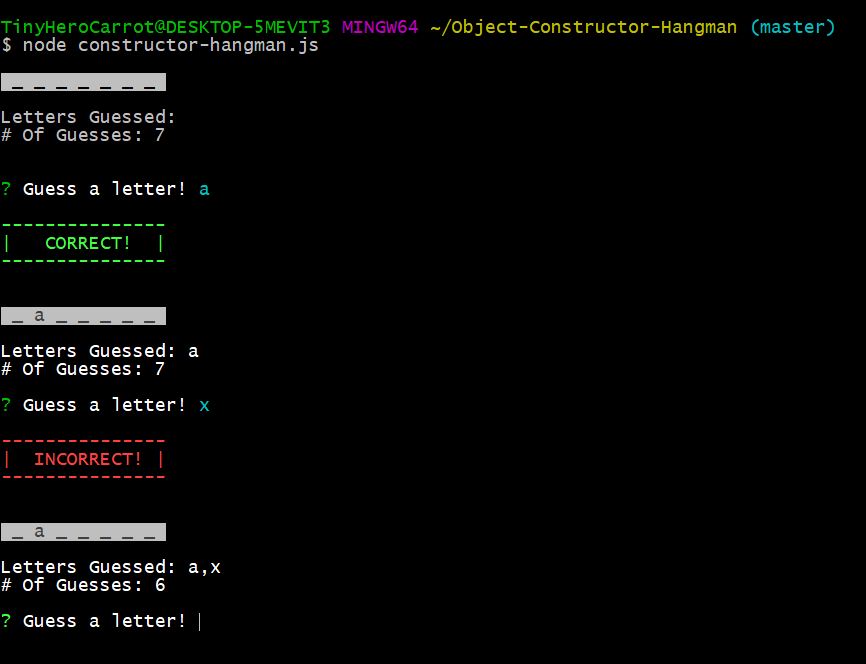 TinyHeroCarrot@DESKTOP-5MEVIT3 MINGW64 ~/Object-Constructor-Hangman (master)
$ node constructor-hangman.js
_ _ _ _ _ _ _
Letters Guessed:
# Of Guesses: 7
? Guess a letter! a
---------------
|   CORRECT!  |
---------------
_ a _ _ _ _ _
Letters Guessed: a
# Of Guesses: 7
? Guess a letter! x
---------------
|  INCORRECT! |
---------------
_ a _ _ _ _ _
Letters Guessed: a,x
# Of Guesses: 6
? Guess a letter!